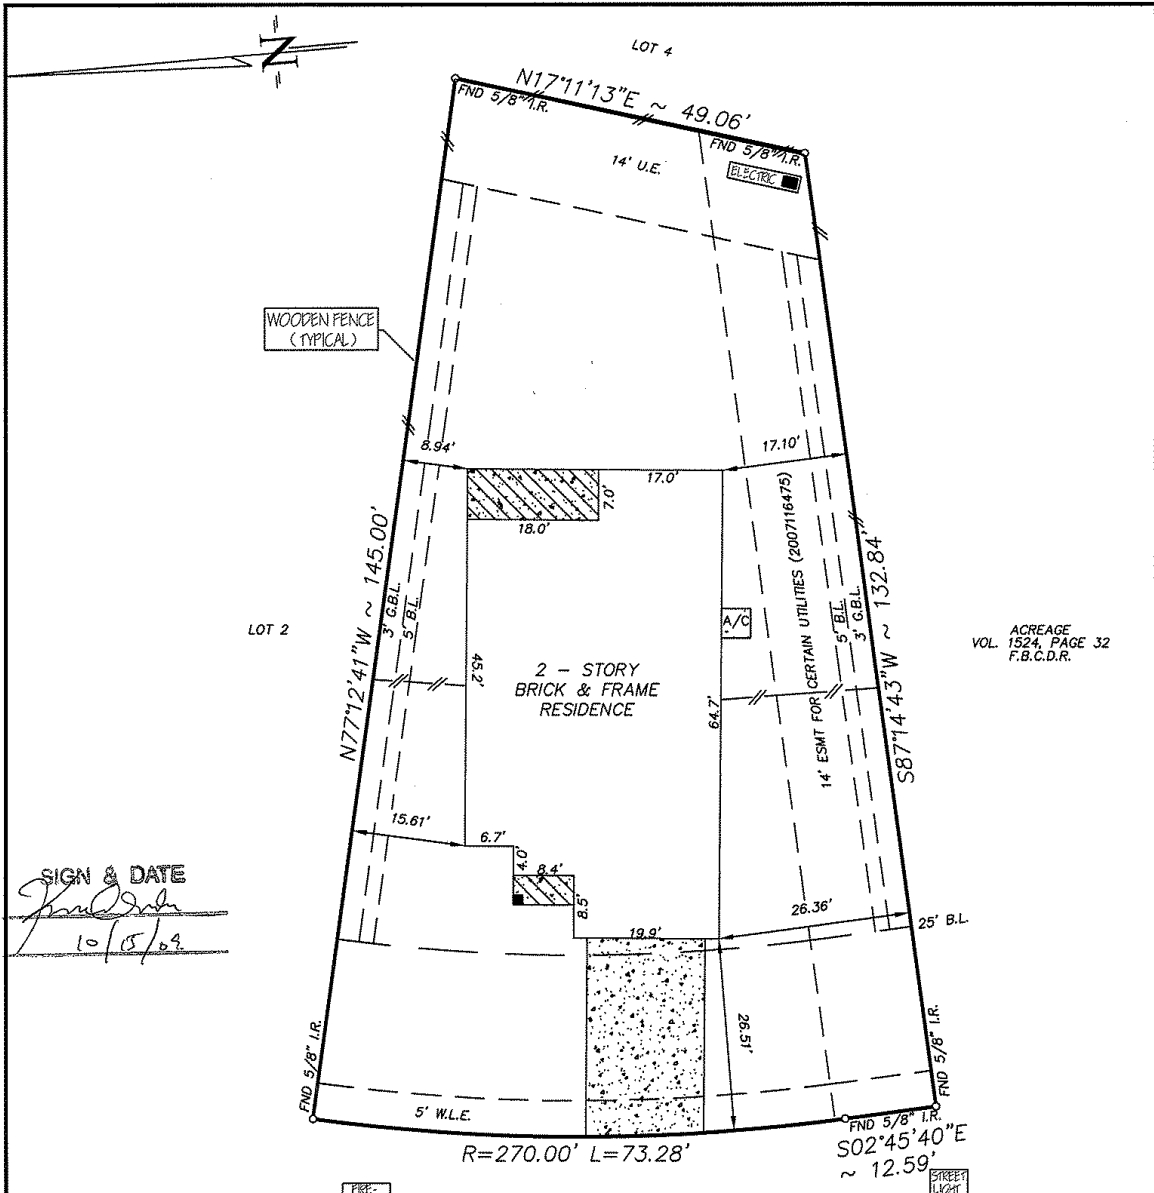 N
LOT 4
N17°11'13"E ~ 49.06'
FND 5/8" I.R.
FND 5/8" I.R.
14' U.E.
ELECTRIC
WOODEN FENCE
(TYPICAL)
8.94'
17.10'
17.0'
7.0'
18.0'
N77°12'41"W ~ 145.00'
3' G.B.L.
5' B.L.
LOT 2
45.2'
2 - STORY
BRICK & FRAME
RESIDENCE
A/C
64.7'
14' ESMT FOR CERTAIN UTILITIES (2007116475)
5' B.L.
3' G.B.L.
S87°14'43"W ~ 132.84'
ACREAGE
VOL. 1524, PAGE 32
F.B.C.D.R.
15.61'
6.7'
4.0'
8.4'
8.5'
SIGN & DATE
19.9'
26.36'
25' B.L.
26.51'
FND 5/8" I.R.
FND 5/8" I.R.
5' W.L.E.
FND 5/8" I.R.
R=270.00' L=73.28'
S02°45'40"E
~ 12.59'
FIRE-
STREET
LIGHT